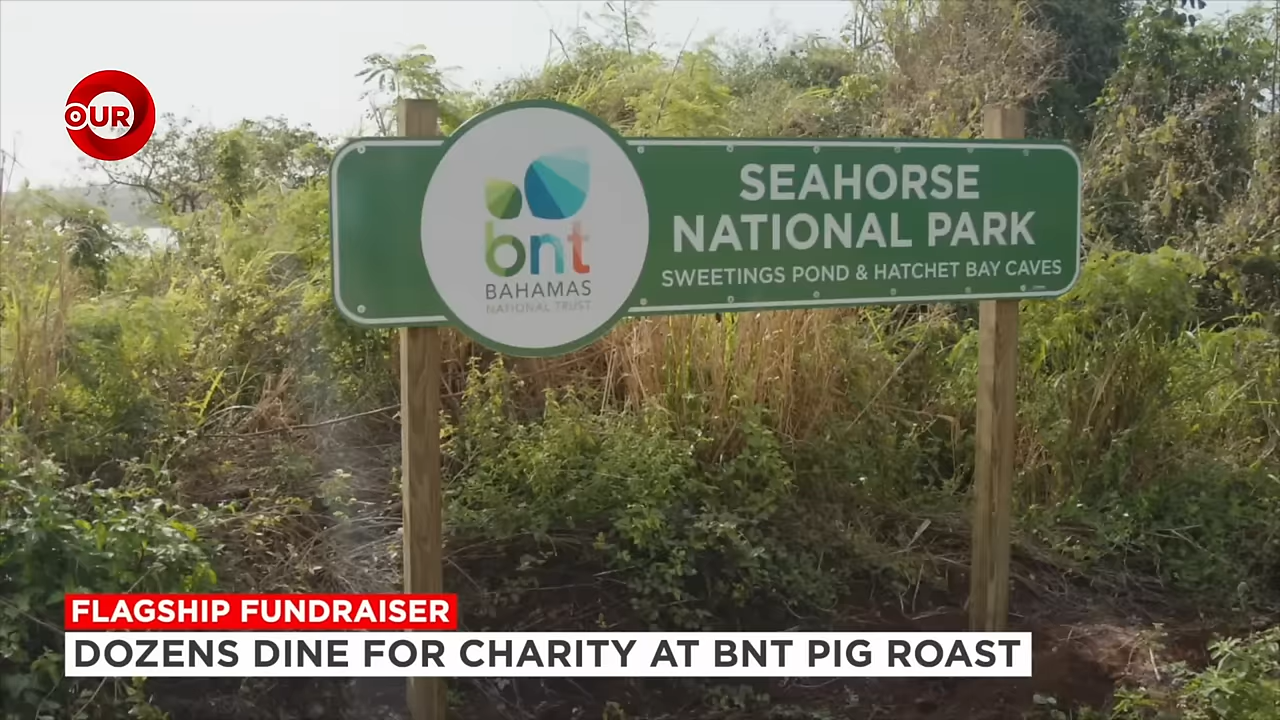 OUR
bnt
BAHAMAS
NATIONAL TRUST
SEAHORSE
NATIONAL PARK
SWEETINGS POND & HATCHET BAY CAVES
FLAGSHIP FUNDRAISER
DOZENS DINE FOR CHARITY AT BNT PIG ROAST